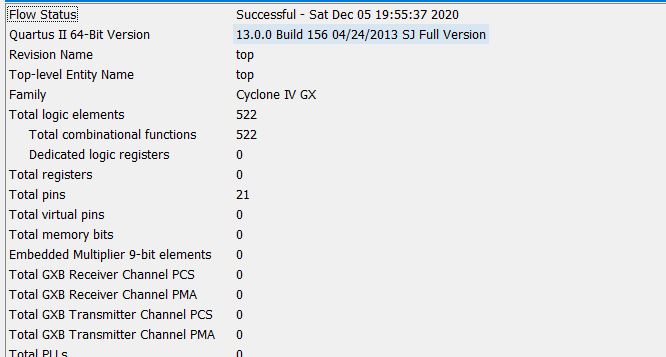 Flow Status Successful - Sat Dec 05 19:55:37 2020
Quartus II 64-Bit Version 13.0.0 Build 156 04/24/2013 SJ Full Version
Revision Name top
Top-level Entity Name top
Family Cyclone IV GX
Total logic elements 522
Total combinational functions 522
Dedicated logic registers 0
Total registers 0
Total pins 21
Total virtual pins 0
Total memory bits 0
Embedded Multiplier 9-bit elements 0
Total GXB Receiver Channel PCS 0
Total GXB Receiver Channel PMA 0
Total GXB Transmitter Channel PCS 0
Total GXB Transmitter Channel PMA 0
Total PLLs 0